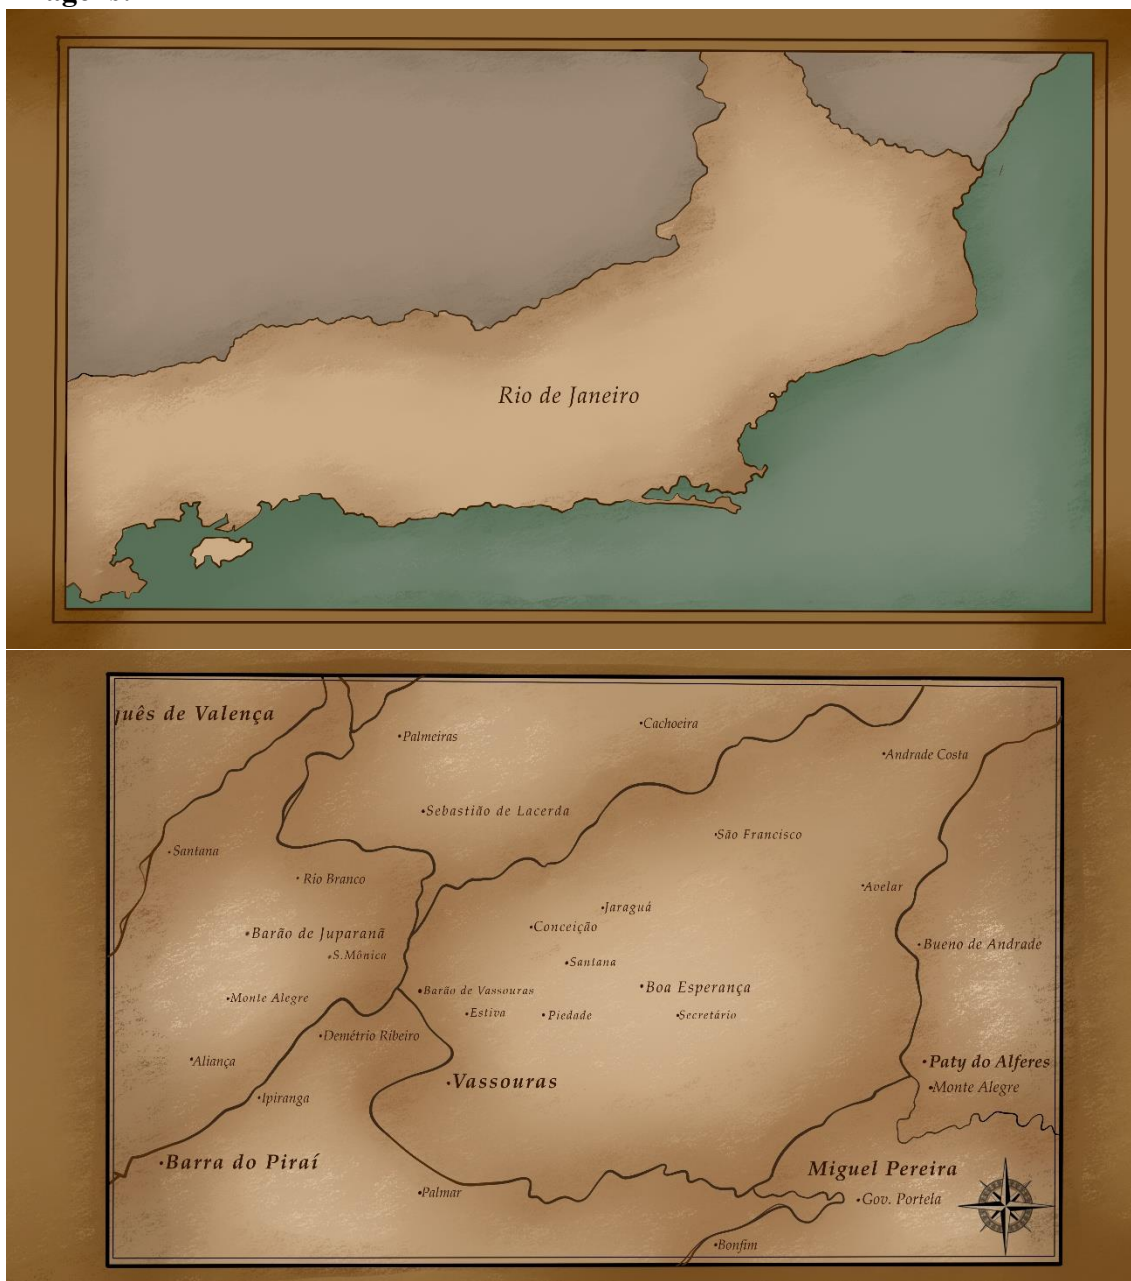 Rio de Janeiro
quês de Valença
Palmeiras
Cachoeira
Andrade Costa
Sebastião de Lacerda
São Francisco
Santana
Rio Branco
Avelar
Jaraguá
Conceição
Barão de Juparanã
Bueno de Andrade
S.Mônica
Santana
Boa Esperança
Barão de Vassouras
Monte Alegre
Estiva
Piedade
Secretário
Demétrio Ribeiro
Aliança
Paty do Alferes
Vassouras
Monte Alegre
Ipiranga
Barra do Piraí
Miguel Pereira
Palmar
Gov. Portela
Bonfim